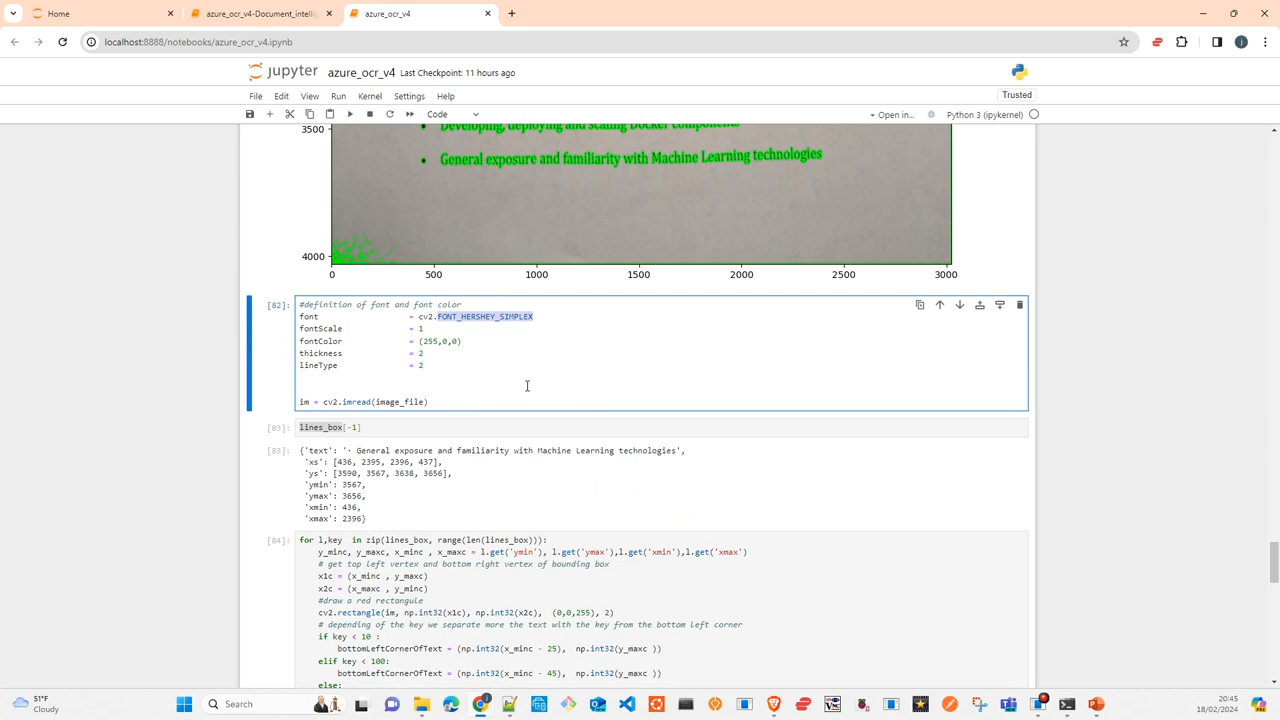 Home
azure_ocr_v4-Document_intellig
azure_ocr_v4
localhost:8888/notebooks/azure_ocr_v4.ipynb
jupyter azure_ocr_v4 Last Checkpoint: 11 hours ago
File Edit View Run Kernel Settings Help
Trusted
Code
Open in...
Python 3 (ipykernel)
3500
• Developing, deploying and scaling Docker components
• General exposure and familiarity with Machine Learning technologies
4000
0 500 1000 1500 2000 2500 3000
[82]:
#definition of font and font color
font = cv2.FONT_HERSHEY_SIMPLEX
fontScale = 1
fontColor = (255,0,0)
thickness = 2
lineType = 2
im = cv2.imread(image_file)
[83]: lines_box[-1]
[83]: {'text': '· General exposure and familiarity with Machine Learning technologies',
'xs': [436, 2395, 2396, 437],
'ys': [3590, 3567, 3638, 3656],
'ymin': 3567,
'ymax': 3656,
'xmin': 436,
'xmax': 2396}
[84]: for l,key in zip(lines_box, range(len(lines_box))):
y_minc, y_maxc, x_minc , x_maxc = l.get('ymin'), l.get('ymax'),l.get('xmin'),l.get('xmax')
# get top left vertex and bottom right vertex of bounding box
x1c = (x_minc , y_maxc)
x2c = (x_maxc , y_minc)
#draw a red rectangule
cv2.rectangle(im, np.int32(x1c), np.int32(x2c), (0,0,255), 2)
# depending of the key we separate more the text with the key from the bottom left corner
if key < 10 :
bottomLeftCornerOfText = (np.int32(x_minc - 25), np.int32(y_maxc ))
elif key < 100:
bottomLeftCornerOfText = (np.int32(x_minc - 45), np.int32(y_maxc ))
else:
51°F
Cloudy
Search
20:45
18/02/2024